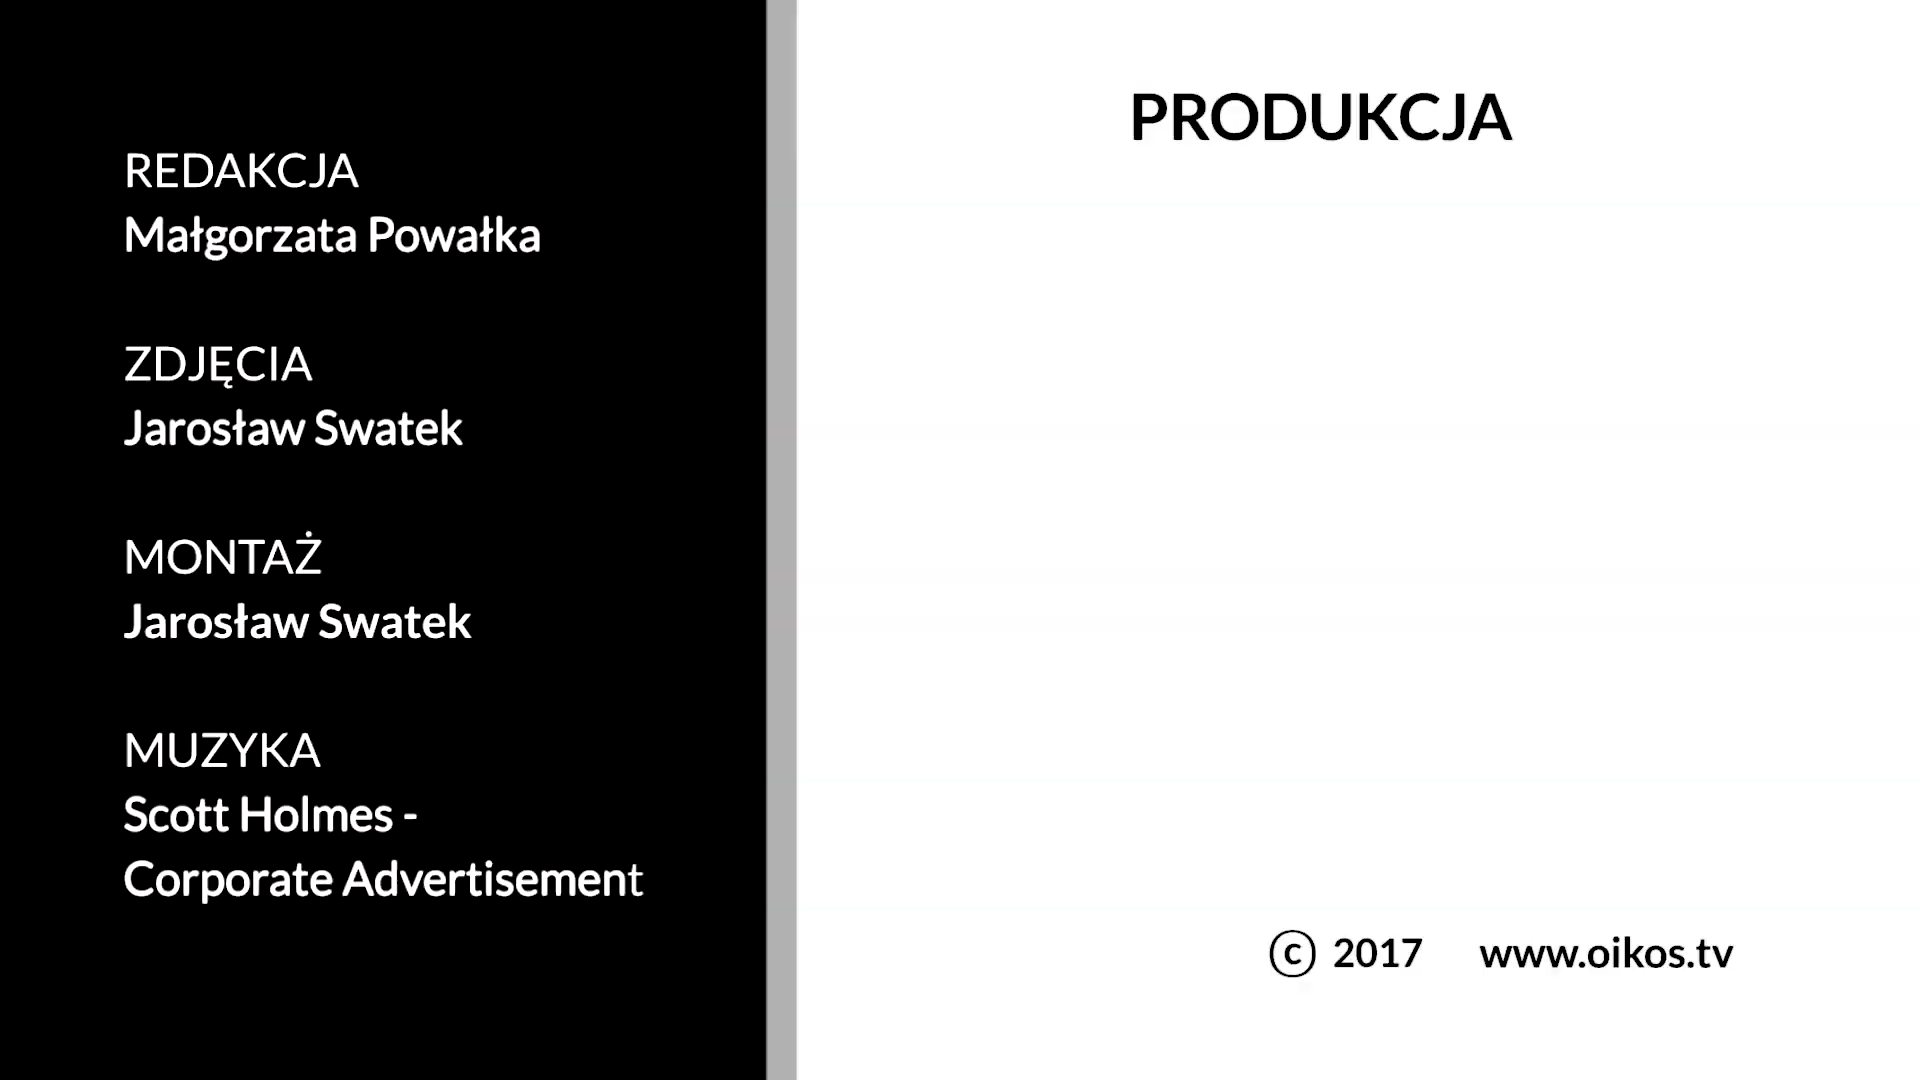 REDAKCJA
Małgorzata Powałka
ZDJĘCIA
Jarosław Swatek
MONTAŻ
Jarosław Swatek
MUZYKA
Scott Holmes -
Corporate Advertisement
PRODUKCJA
© 2017 www.oikos.tv